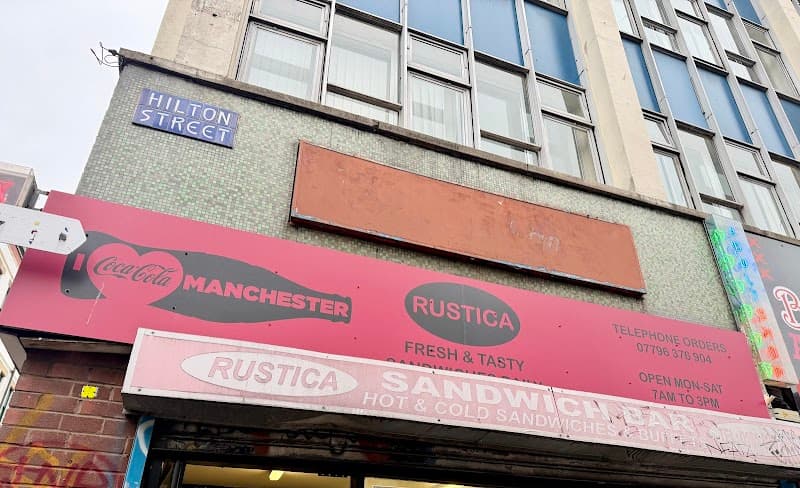 HILTON
STREET
I Coca-Cola MANCHESTER
RUSTICA
FRESH & TASTY
TELEPHONE ORDERS
07796 378 904
OPEN MON-SAT
7AM TO 3PM
RUSTICA SANDWICH BAR
HOT & COLD SANDWICHES